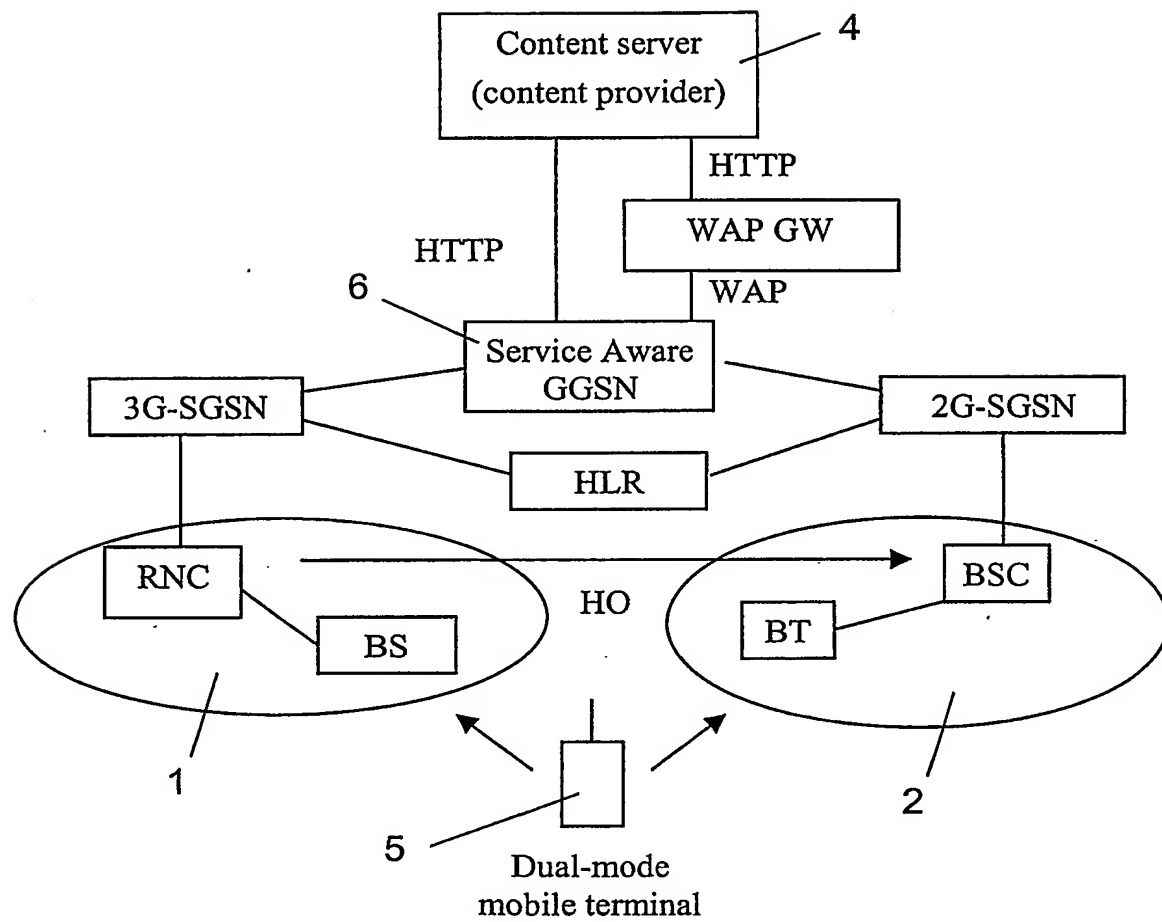 4
Content server
(content provider)
HTTP
WAP GW
HTTP
WAP
6
Service Aware
GGSN
3G-SGSN
2G-SGSN
HLR
RNC
BSC
HO
BT
BS
1
2
5
Dual-mode
mobile terminal